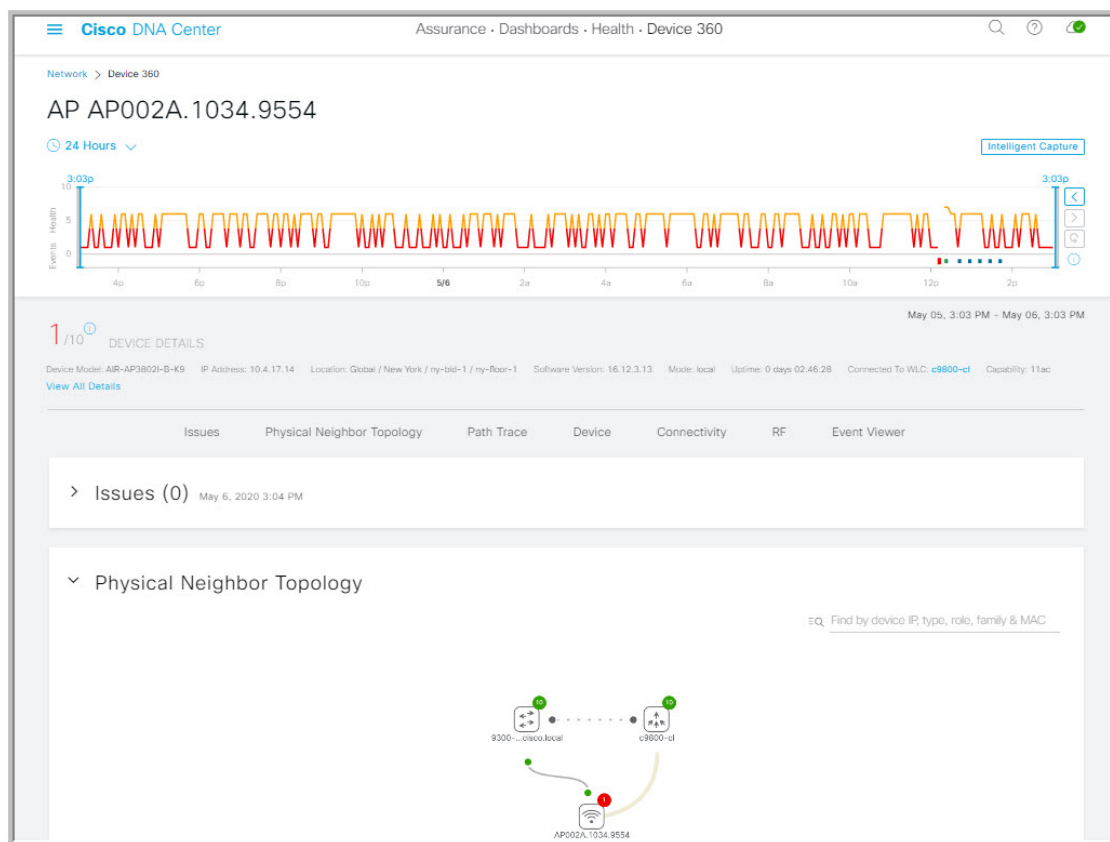 Cisco DNA Center
Assurance · Dashboards · Health · Device 360
Network > Device 360
AP AP002A.1034.9554
24 Hours
Intelligent Capture
3:03p 3:03p
10
5
0
Events Health
4p 6p 8p 10p 5/6 2a 4a 6a 8a 10a 12p 2p
May 05, 3:03 PM - May 06, 3:03 PM
1/10 DEVICE DETAILS
Device Model: AIR-AP3802I-B-K9 IP Address: 10.4.17.14 Location: Global / New York / ny-bld-1 / ny-floor-1 Software Version: 16.12.3.13 Mode: local Uptime: 0 days 02:46:28 Connected To WLC: c9800-cl Capability: 11ac
View All Details
Issues Physical Neighbor Topology Path Trace Device Connectivity RF Event Viewer
Issues (0) May 6, 2020 3:04 PM
Physical Neighbor Topology
Find by device IP, type, role, family & MAC
10 10
9300-...cisco.local c9800-cl
1
AP002A.1034.9554